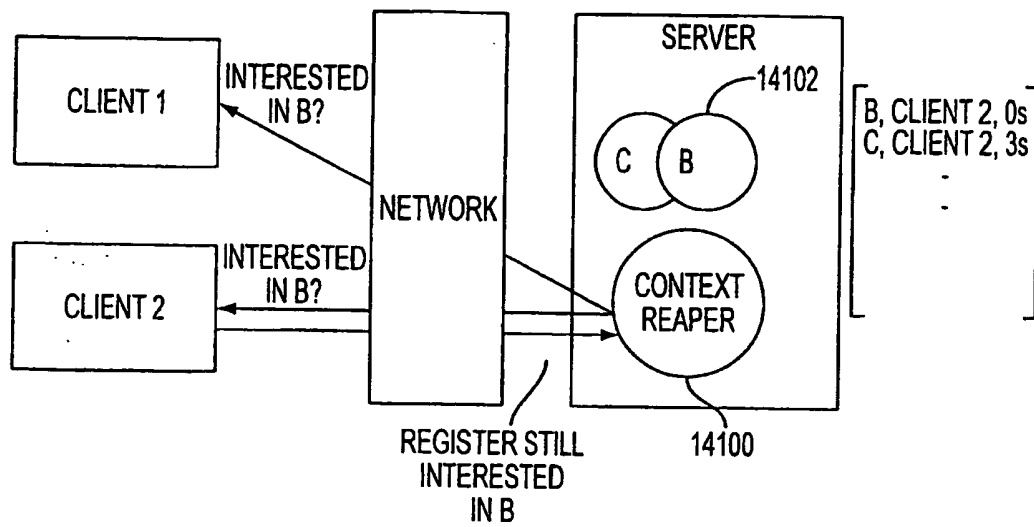 CLIENT 1
INTERESTED
IN B?
NETWORK
SERVER
14102
C
B
B, CLIENT 2, 0s
C, CLIENT 2, 3s
-
-
CLIENT 2
INTERESTED
IN B?
CONTEXT
REAPER
14100
REGISTER STILL
INTERESTED
IN B